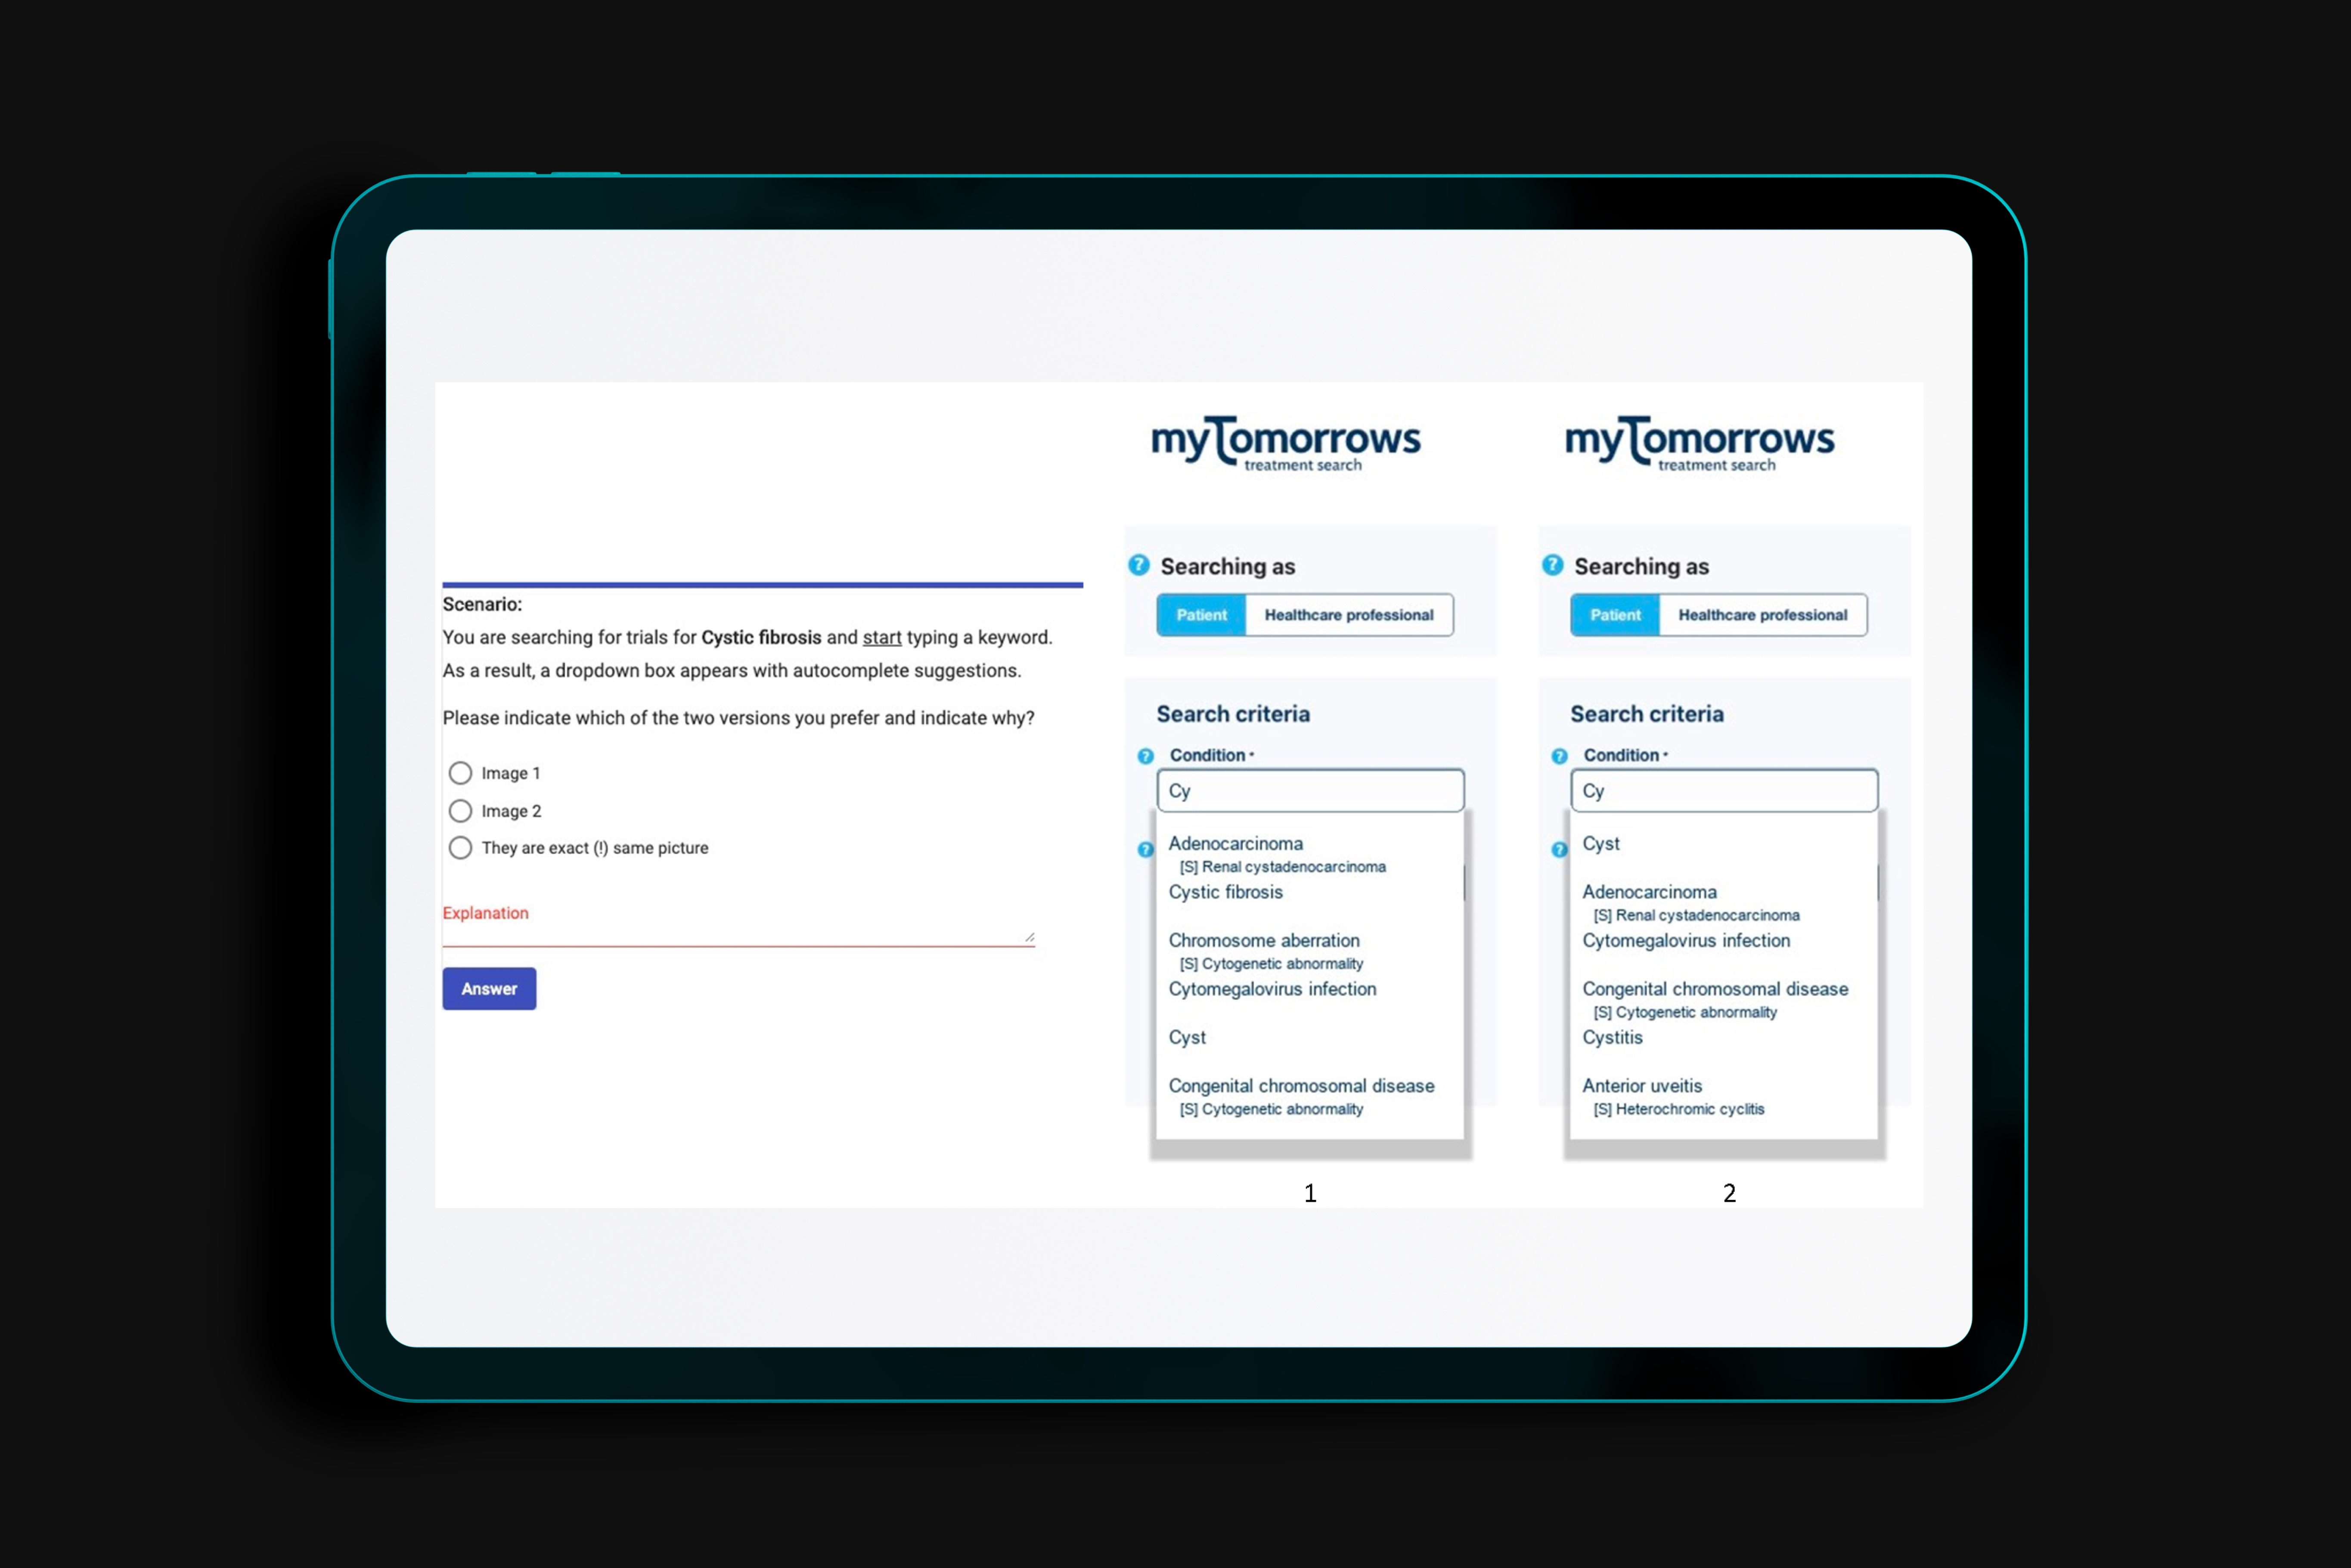 Scenario:
You are searching for trials for Cystic fibrosis and start typing a keyword.
As a result, a dropdown box appears with autocomplete suggestions.
Please indicate which of the two versions you prefer and indicate why?
Image 1
Image 2
They are exact (!) same picture
Explanation
Answer
myTomorrows
treatment search
? Searching as
Patient Healthcare professional
Search criteria
? Condition *
Cy
?
Adenocarcinoma
[S] Renal cystadenocarcinoma
Cystic fibrosis
Chromosome aberration
[S] Cytogenetic abnormality
Cytomegalovirus infection
Cyst
Congenital chromosomal disease
[S] Cytogenetic abnormality
1
myTomorrows
treatment search
? Searching as
Patient Healthcare professional
Search criteria
? Condition *
Cy
?
Cyst
Adenocarcinoma
[S] Renal cystadenocarcinoma
Cytomegalovirus infection
Congenital chromosomal disease
[S] Cytogenetic abnormality
Cystitis
Anterior uveitis
[S] Heterochromic cyclitis
2